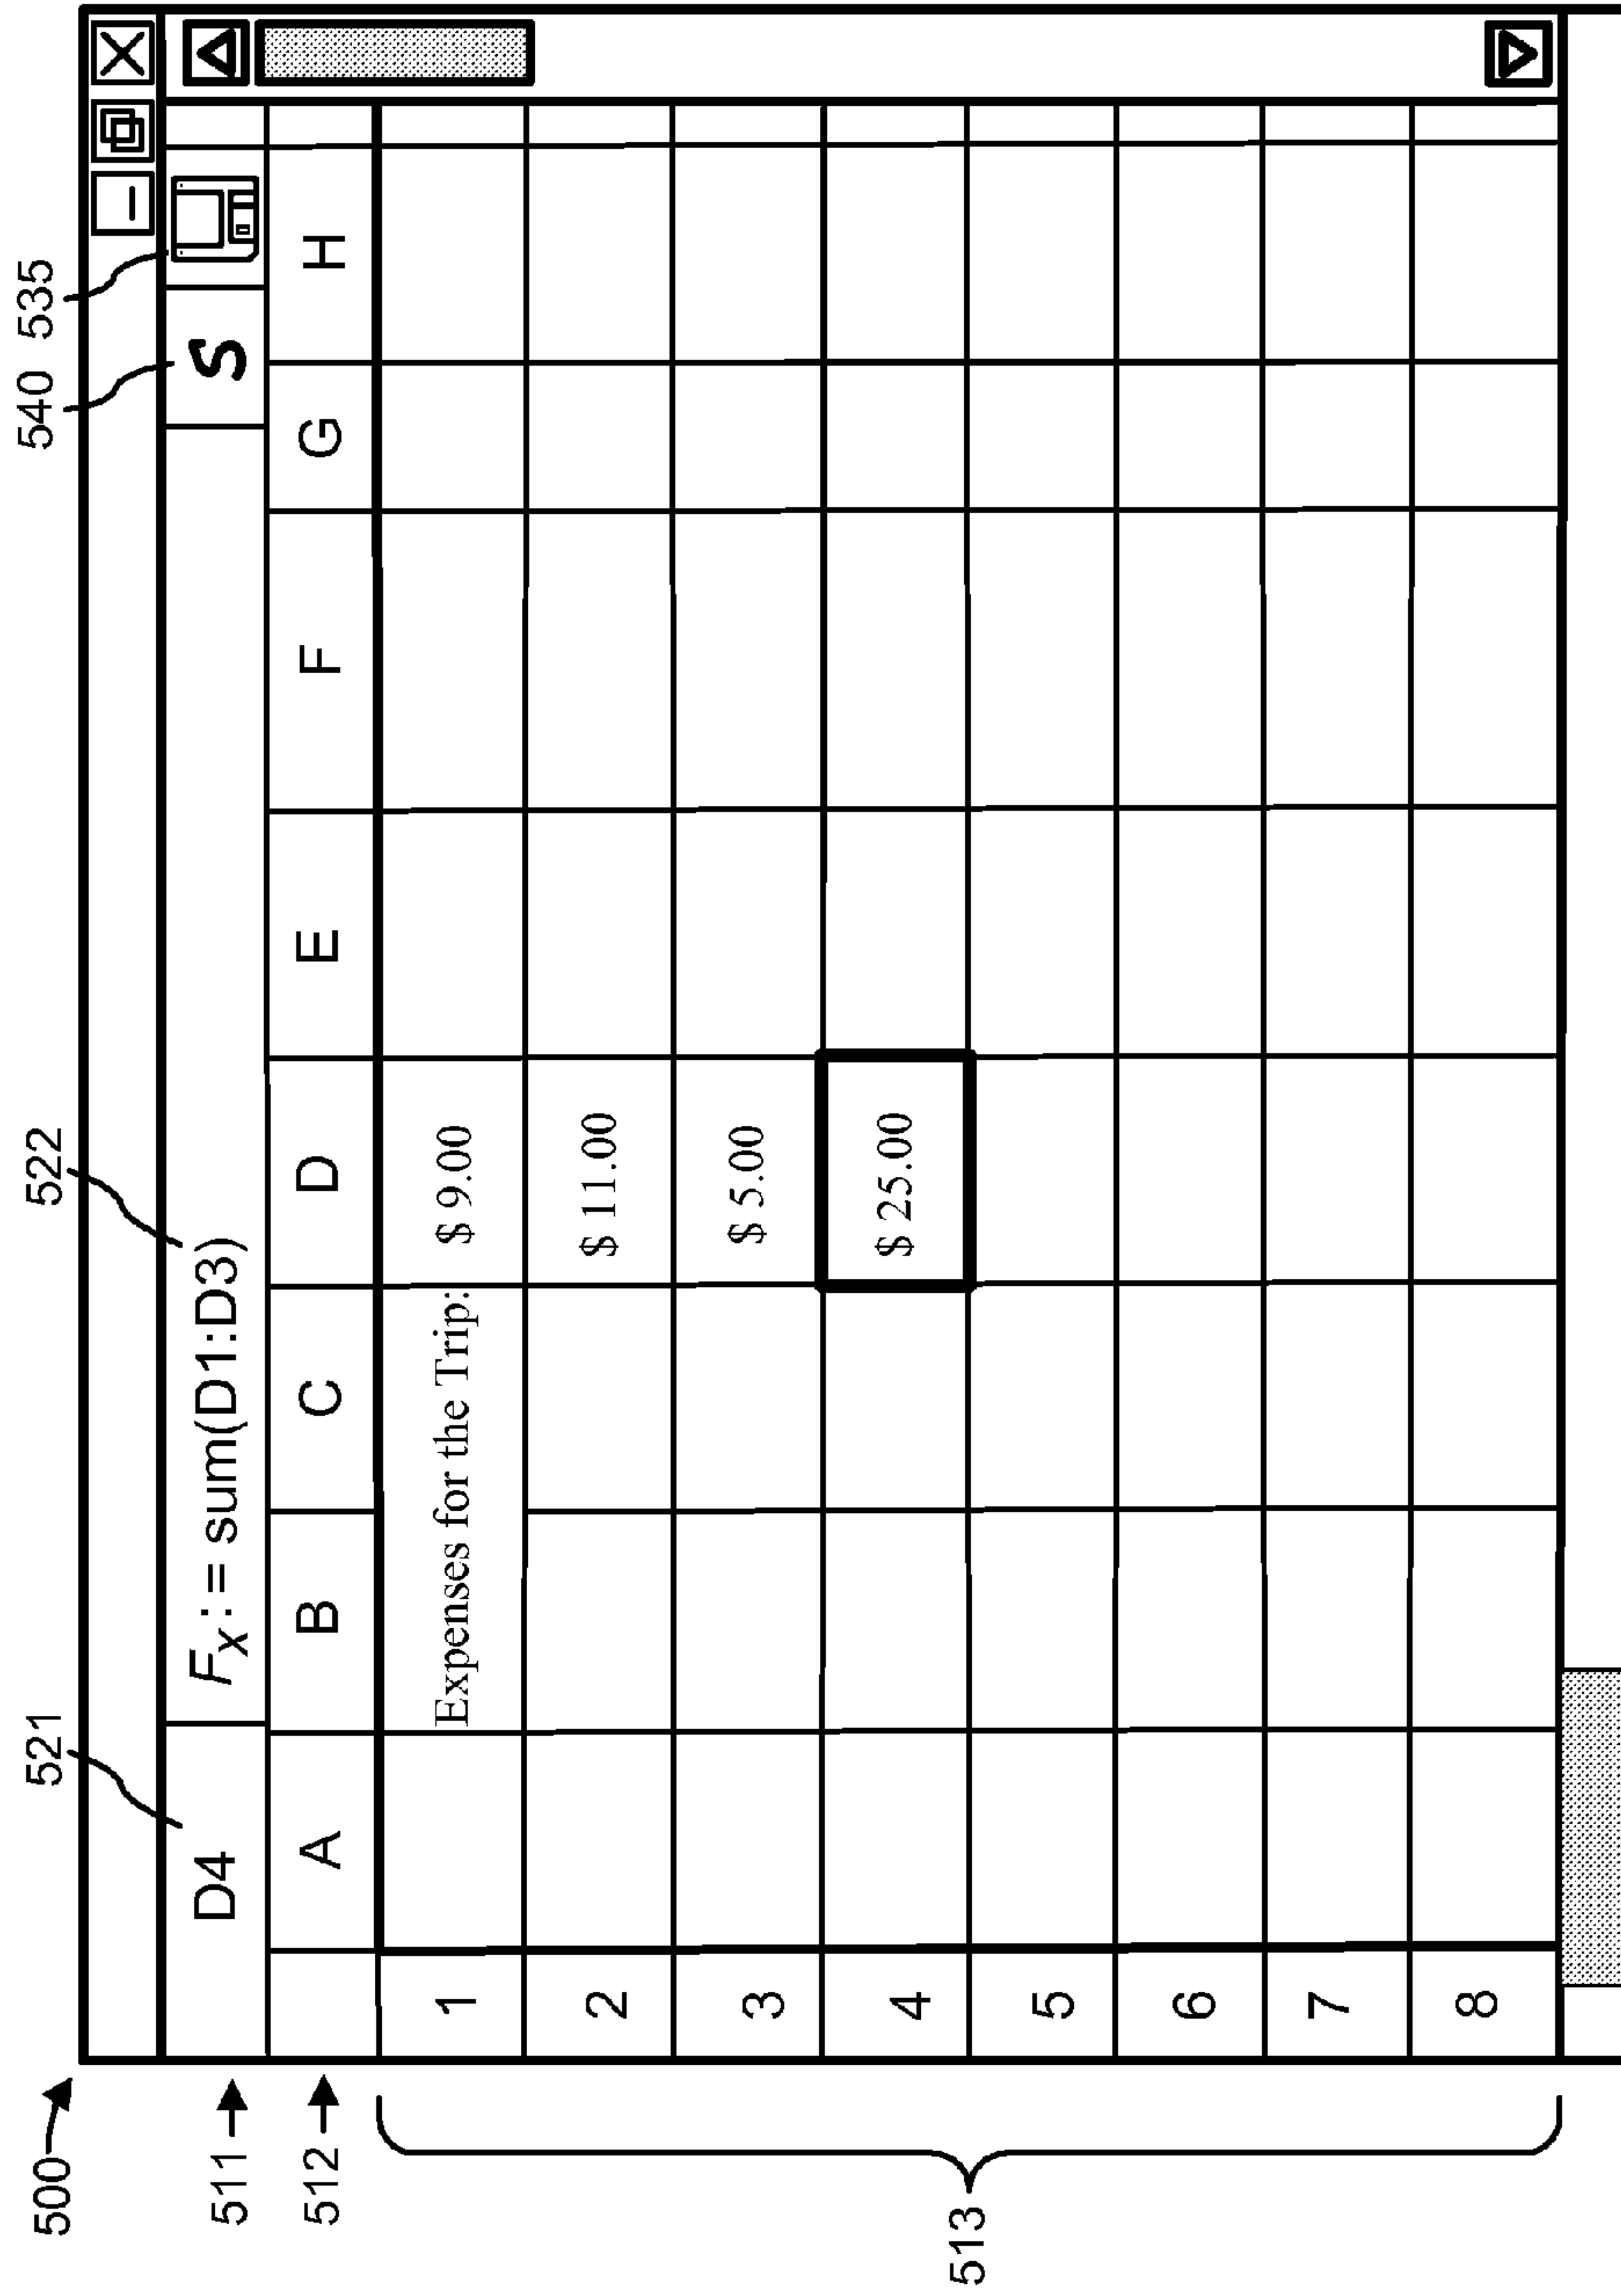 500
521
522
540
535
511
D4
Fx := sum(D1:D3)
S
512
A
B
C
D
E
F
G
H
1
Expenses for the Trip:
$ 9.00
2
$ 11.00
3
$ 5.00
4
$ 25.00
5
6
7
8
513